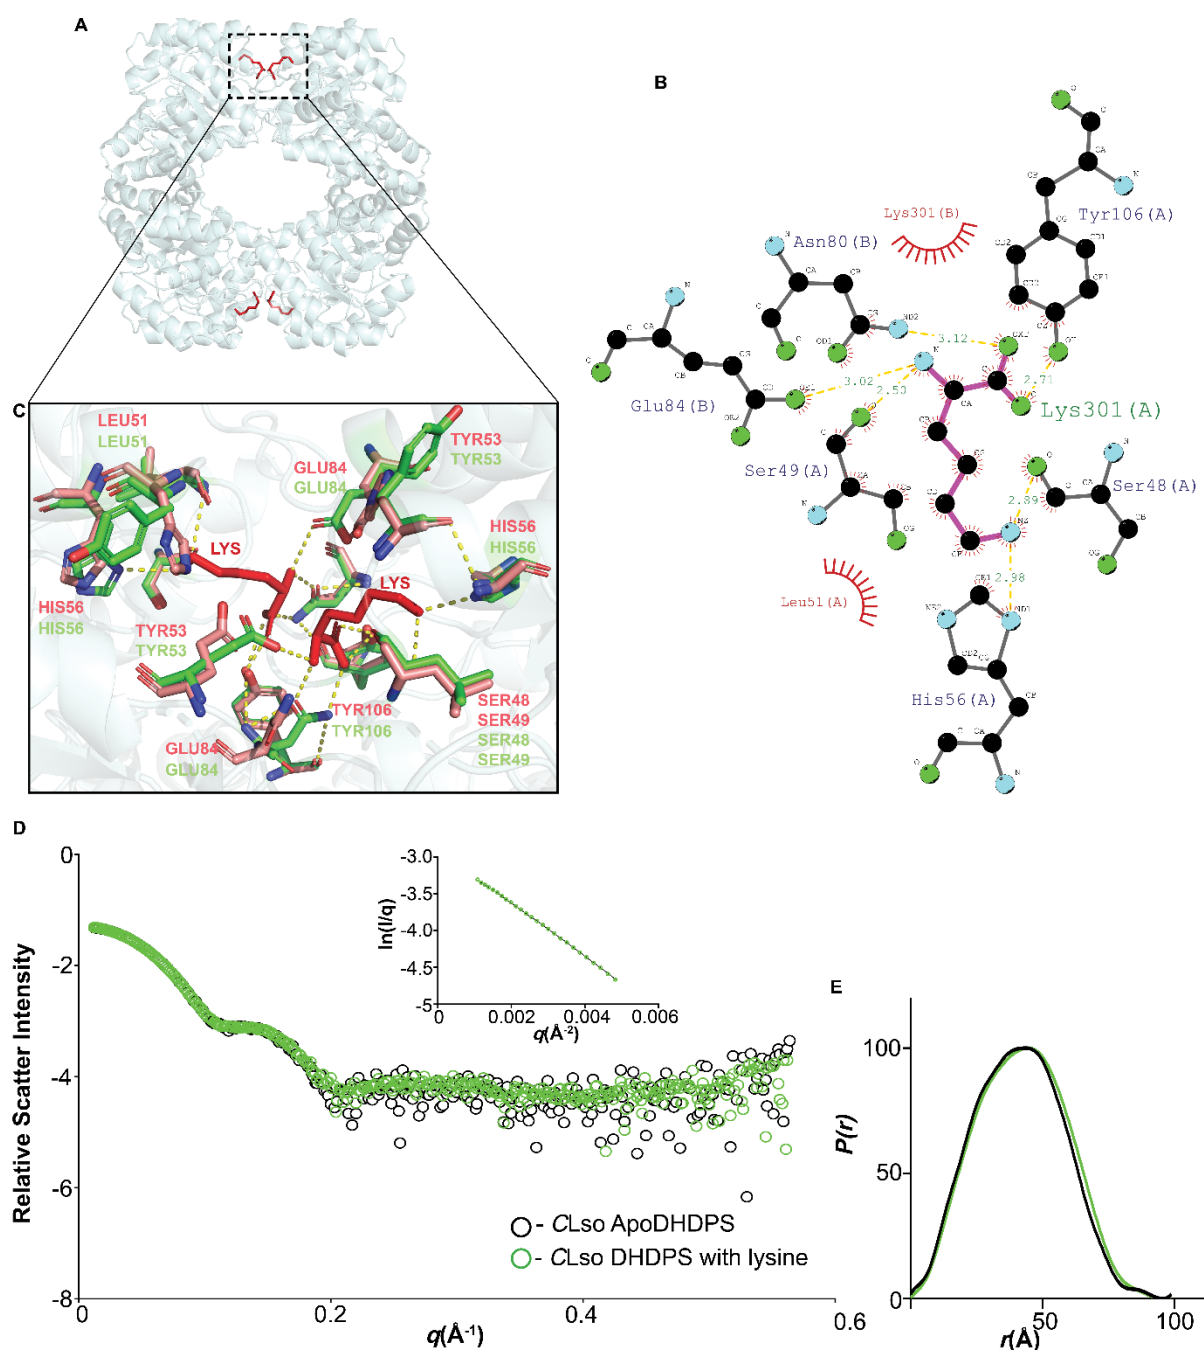 A
B
Lys301(B)
Tyr106(A)
Asn80(B)
Glu84(B)
Ser49(A)
Lys301(A)
Ser48(A)
Leu51(A)
His56(A)
3.12
3.02
2.53
2.71
2.89
2.98
C
LEU51
LEU51
GLU84
GLU84
TYR53
TYR53
HIS56
HIS56
LYS
LYS
HIS56
HIS56
TYR53
TYR53
TYR106
TYR106
GLU84
GLU84
SER48
SER49
SER48
SER49
D
Relative Scatter Intensity
0
-2
-4
-6
-8
0
0.2
0.4
0.6
q(Å⁻¹)
ln(I/q)
-3.0
-3.5
-4.0
-4.5
-5
0
0.002
0.004
0.006
q(Å⁻²)
O - CLso ApoDHDPS
O - CLso DHDPS with lysine
E
P(r)
100
50
0
0
50
100
r(Å)